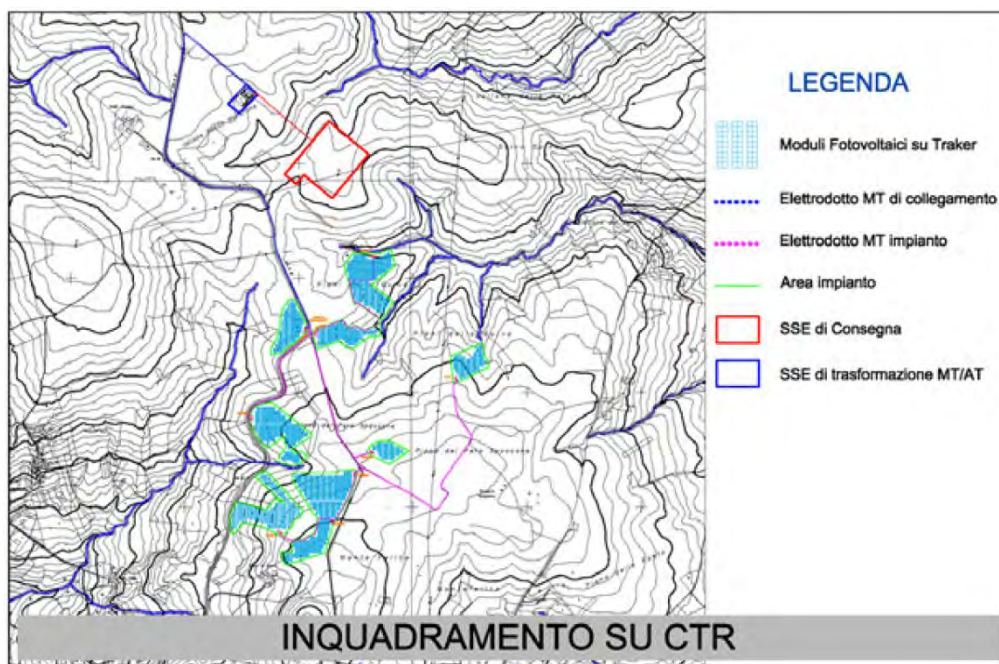 LEGENDA
Moduli Fotovoltaici su Traker
Elettrodotto MT di collegamento
Elettrodotto MT impianto
Area impianto
SSE di Consegna
SSE di trasformazione MT/AT
INQUADRAMENTO SU CTR